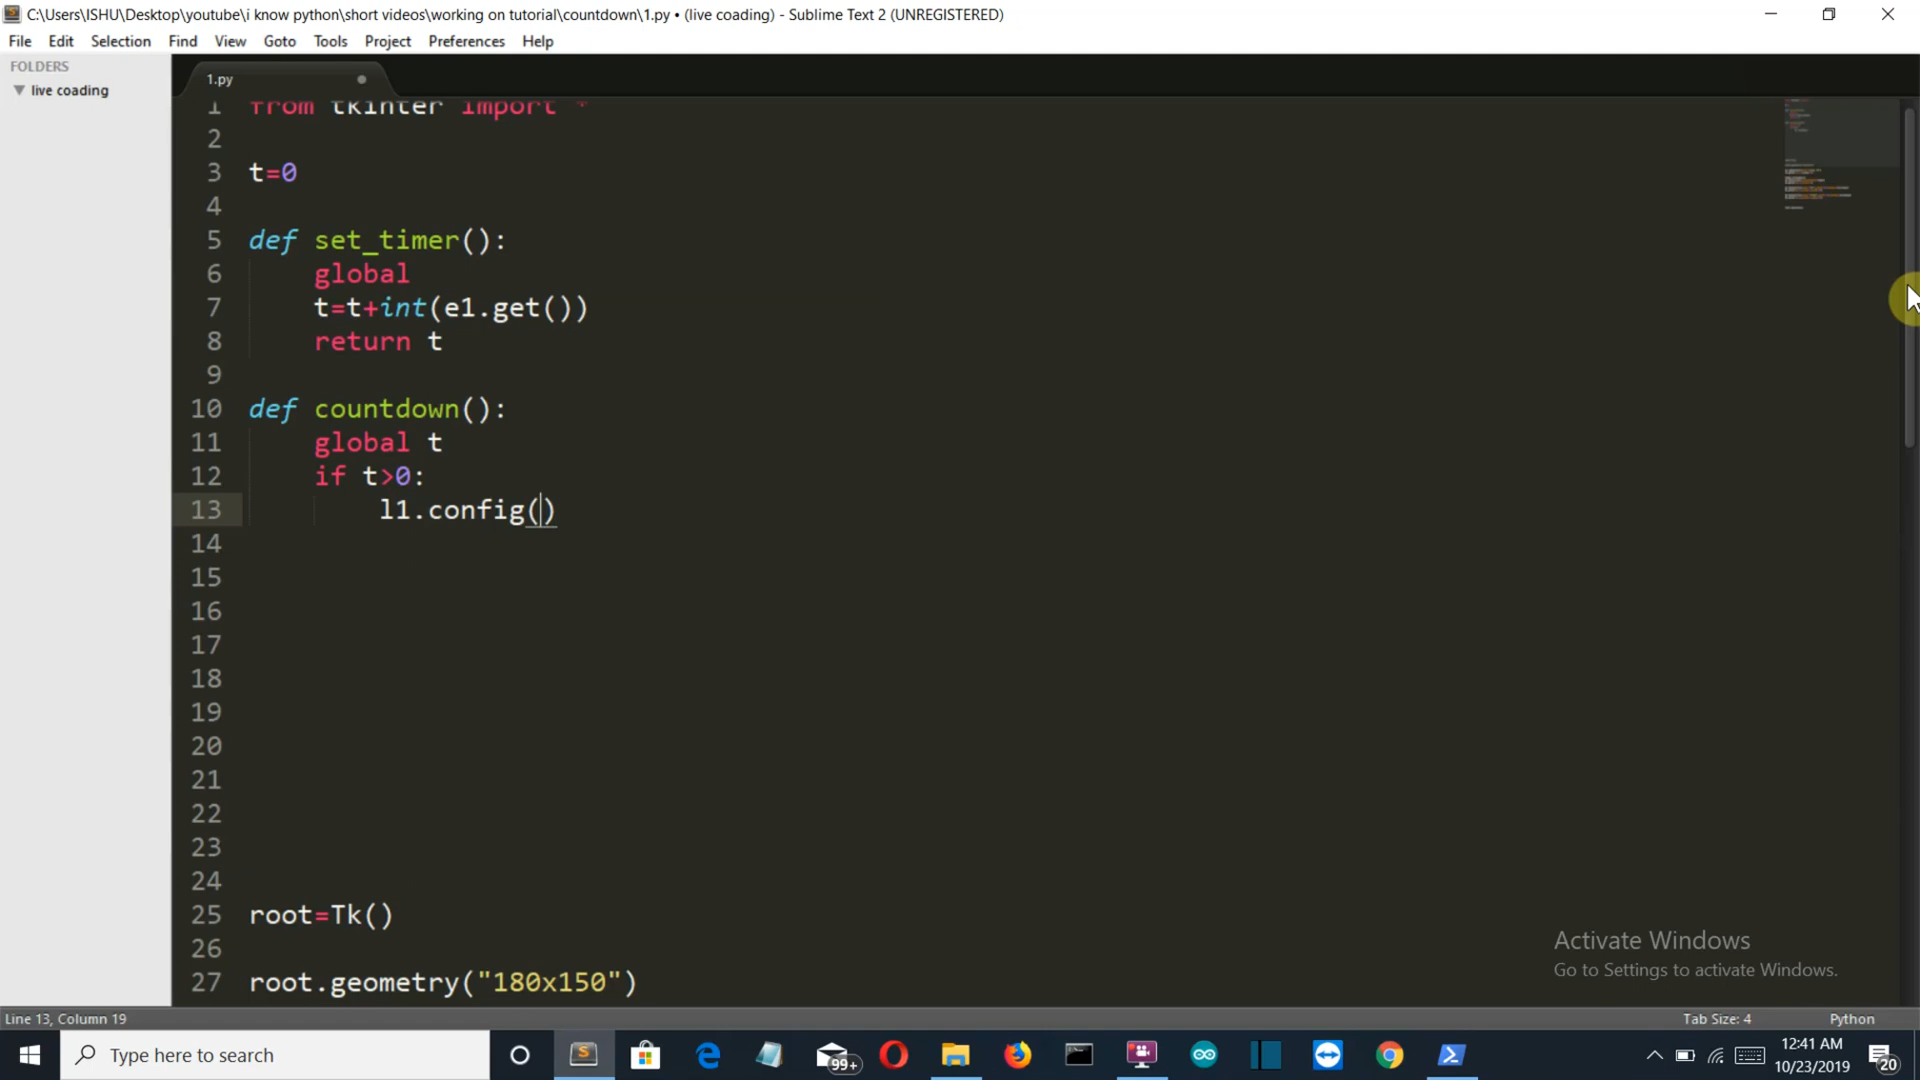 C:\Users\ISHU\Desktop\youtube\i know python\short videos\working on tutorial\countdown\1.py • (live coading) - Sublime Text 2 (UNREGISTERED)
File Edit Selection Find View Goto Tools Project Preferences Help
FOLDERS
live coading
1.py
1 from tkinter import *
2
3 t=0
4
5 def set_timer():
6 global
7 t=t+int(e1.get())
8 return t
9
10 def countdown():
11 global t
12 if t>0:
13 l1.config()
14
15
16
17
18
19
20
21
22
23
24
25 root=Tk()
26
27 root.geometry("180x150")
Activate Windows
Go to Settings to activate Windows.
Line 13, Column 19 Tab Size: 4 Python
Type here to search
99+
12:41 AM
10/23/2019
20